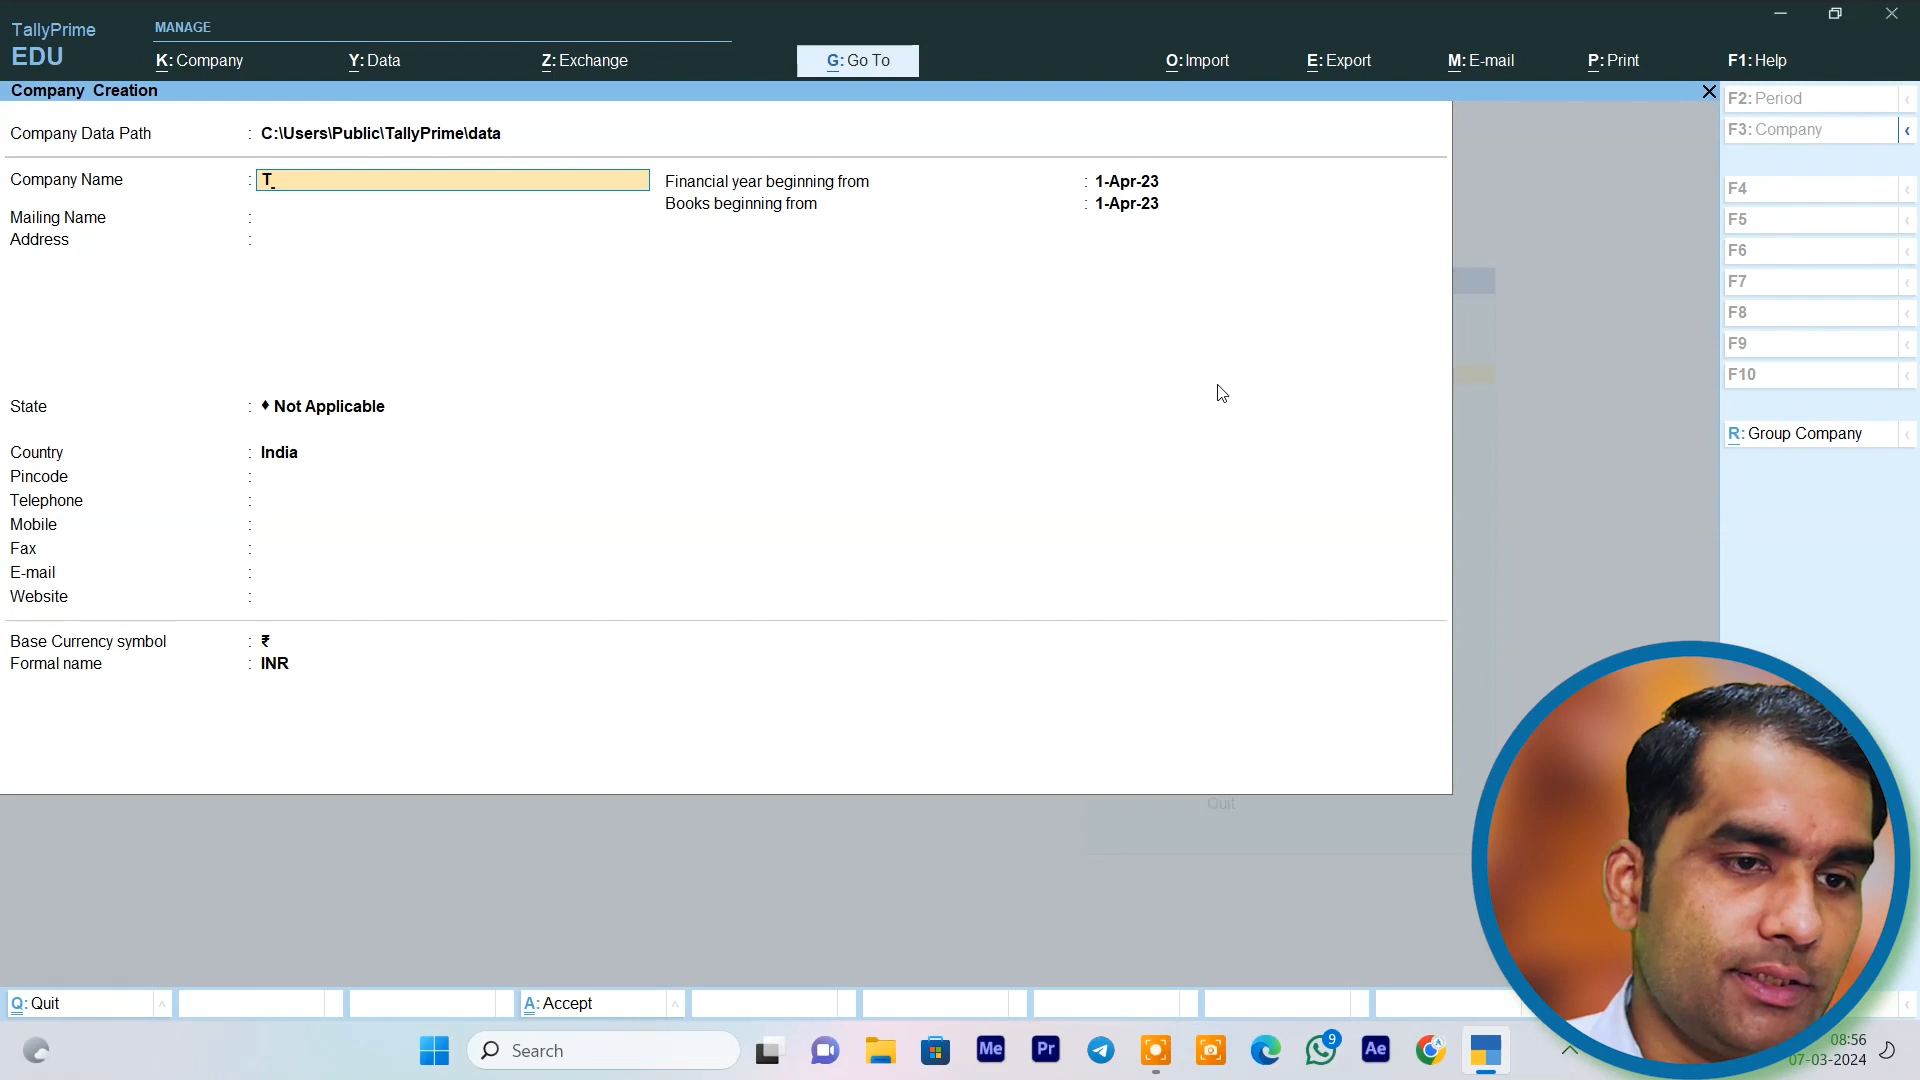 TallyPrime
EDU
MANAGE
K: Company
Y: Data
Z: Exchange
G: Go To
O: Import
E: Export
M: E-mail
P: Print
F1: Help
Company Creation
F2: Period
F3: Company
Company Data Path : C:\Users\Public\TallyPrime\data
Company Name : T
Financial year beginning from : 1-Apr-23
Books beginning from : 1-Apr-23
Mailing Name :
Address :
F4
F5
F6
F7
F8
F9
F10
State : ♦ Not Applicable
R: Group Company
Country : India
Pincode :
Telephone :
Mobile :
Fax :
E-mail :
Website :
Base Currency symbol : ₹
Formal name : INR
Quit
Q: Quit
A: Accept
Search
Me
Pr
9
Ae
A
08:56
07-03-2024